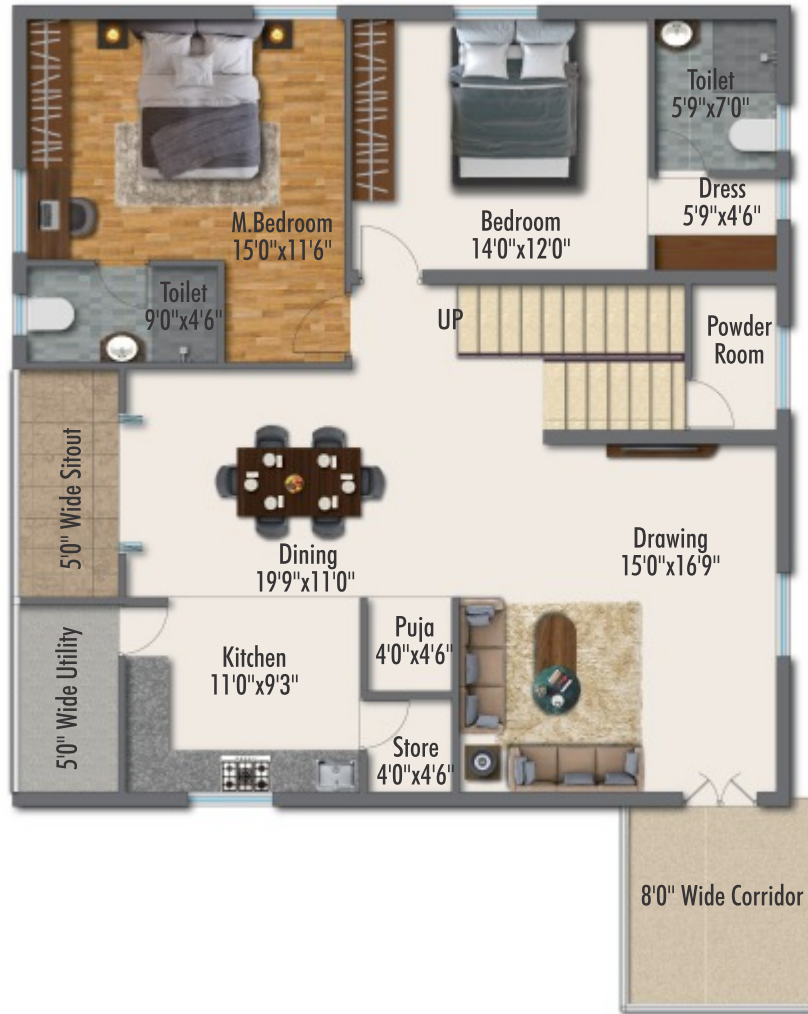 Toilet
5'9"x7'0"
Dress
5'9"x4'6"
M.Bedroom
15'0"x11'6"
Bedroom
14'0"x12'0"
Toilet
9'0"x4'6"
UP
Powder
Room
5'0" Wide Sitout
Dining
19'9"x11'0"
Drawing
15'0"x16'9"
5'0" Wide Utility
Kitchen
11'0"x9'3"
Puja
4'0"x4'6"
Store
4'0"x4'6"
8'0" Wide Corridor